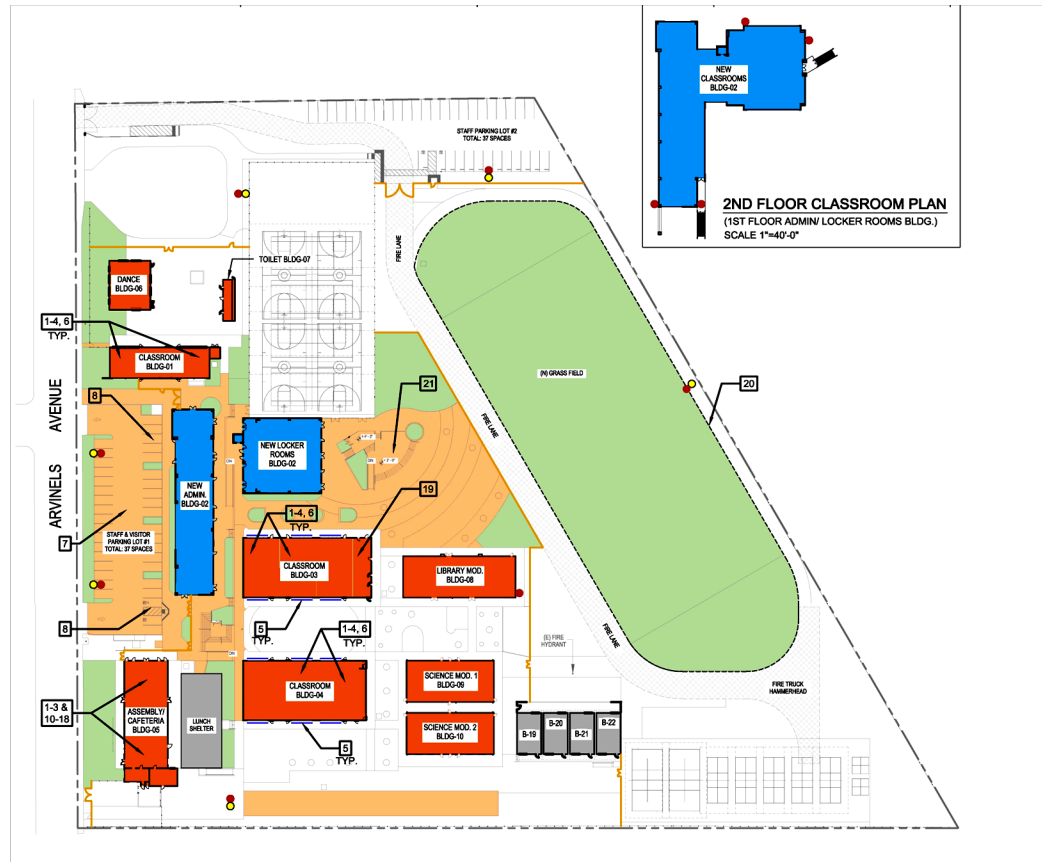 NEW
CLASSROOMS
BLDG-02
2ND FLOOR CLASSROOM PLAN
(1ST FLOOR ADMIN/ LOCKER ROOMS BLDG.)
SCALE 1"=40'-0"
STAFF PARKING LOT #2
TOTAL: 37 SPACES
FIRE LANE
TOILET BLDG-07
DANCE
BLDG-06
1-4, 6
TYP.
CLASSROOM
BLDG-01
(N) GRASS FIELD
20
21
8
ARVINELS AVENUE
FIRE LANE
NEW LOCKER
ROOMS
BLDG-02
DN
DN
NEW
ADMIN.
BLDG-02
19
1-4, 6
TYP.
7
STAFF & VISITOR
PARKING LOT #1
TOTAL: 37 SPACES
CLASSROOM
BLDG-03
LIBRARY MOD.
BLDG-08
8
5
TYP.
1-4, 6
TYP.
(E) FIRE
HYDRANT
FIRE LANE
CLASSROOM
BLDG-04
SCIENCE MOD. 1
BLDG-09
FIRE TRUCK
HAMMERHEAD
1-3 &
10-18
ASSEMBLY/
CAFETERIA
BLDG-05
LUNCH
SHELTER
SCIENCE MOD. 2
BLDG-10
B-19
B-20
B-21
B-22
5
TYP.